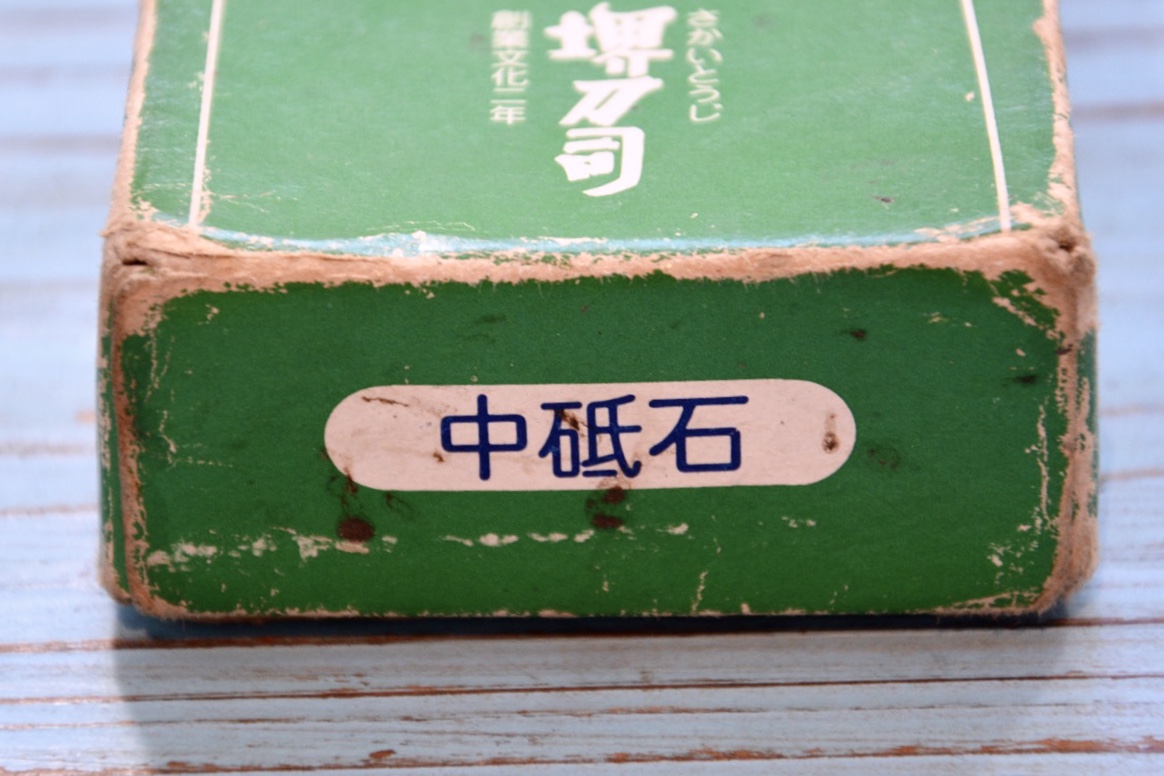 さかいとうじ
堺刀司
創業文化二年
中砥石